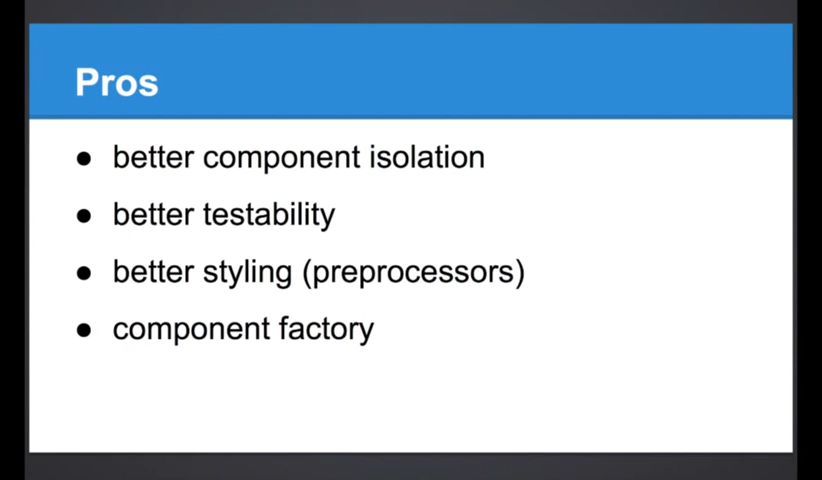 Pros
● better component isolation
● better testability
● better styling (preprocessors)
● component factory